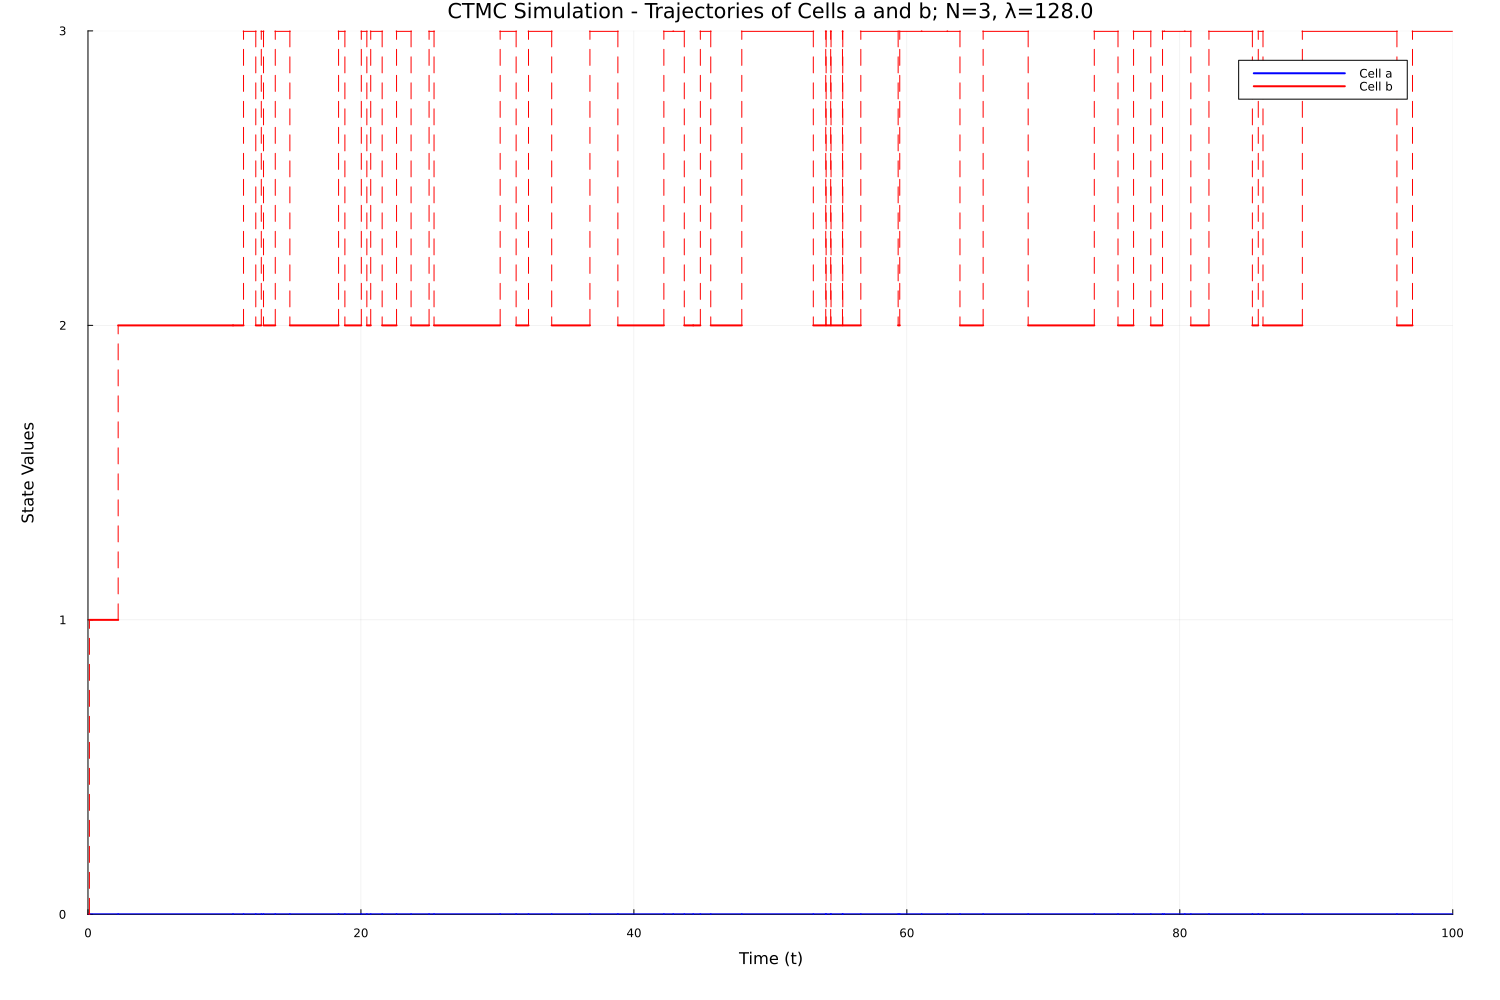 CTMC Simulation - Trajectories of Cells a and b; N=3, λ=128.0
3
Cell a
Cell b
2
State Values
1
0
0 20 40 60 80 100
Time (t)